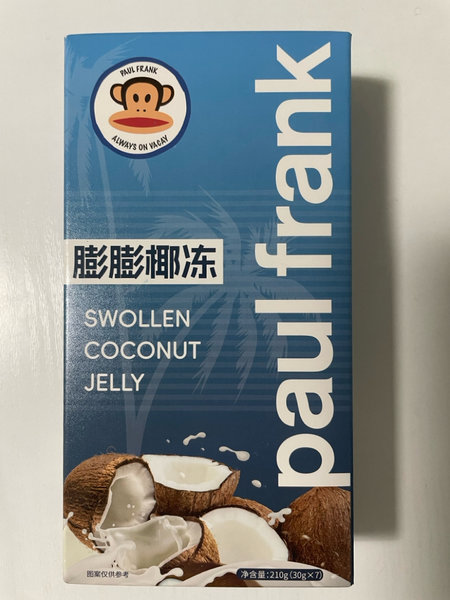 PAUL FRANK
ALWAYS ON VACAY
paul frank
膨膨椰冻
SWOLLEN
COCONUT
JELLY
图案仅供参考
净含量:210g(30g×7)